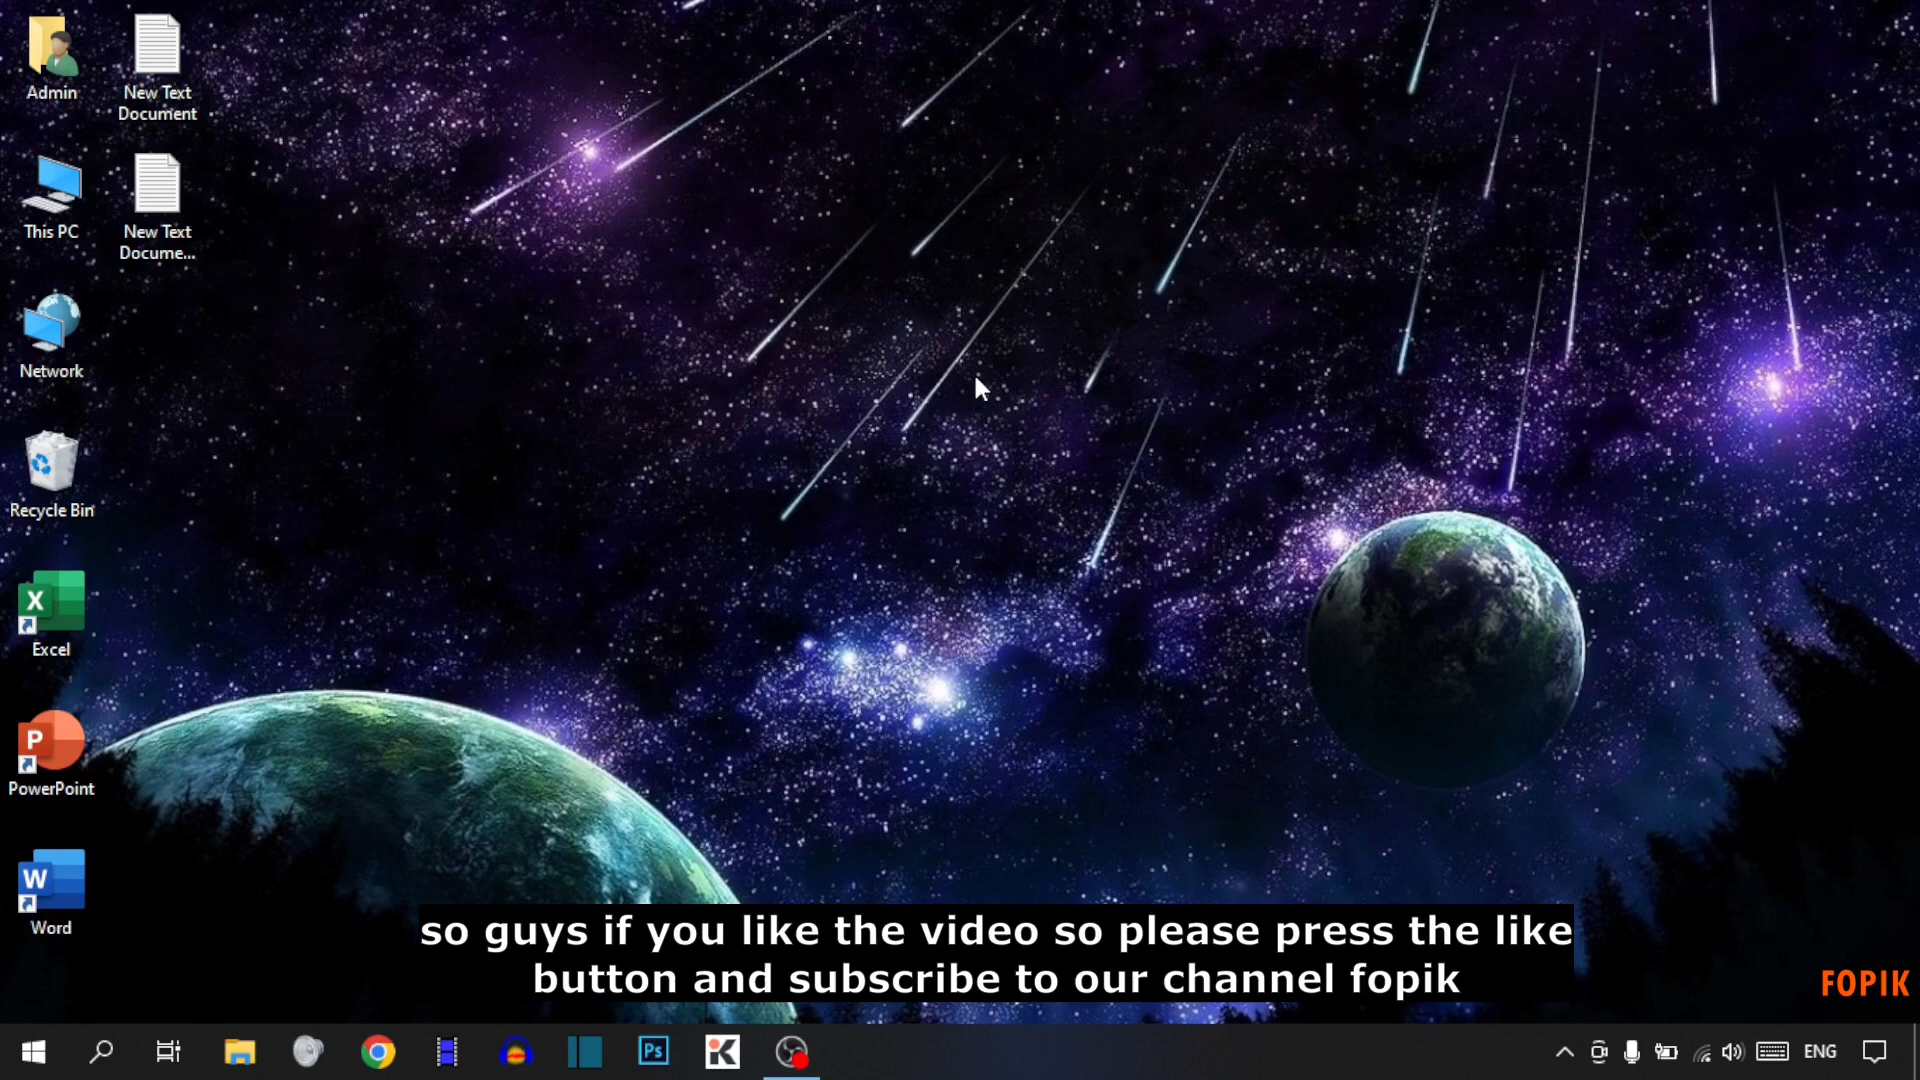 Admin
New Text
Document
This PC
New Text
Docume...
Network
Recycle Bin
X
Excel
P
PowerPoint
W
Word
so guys if you like the video so please press the like
button and subscribe to our channel fopik
FOPIK
Ps
K
ENG